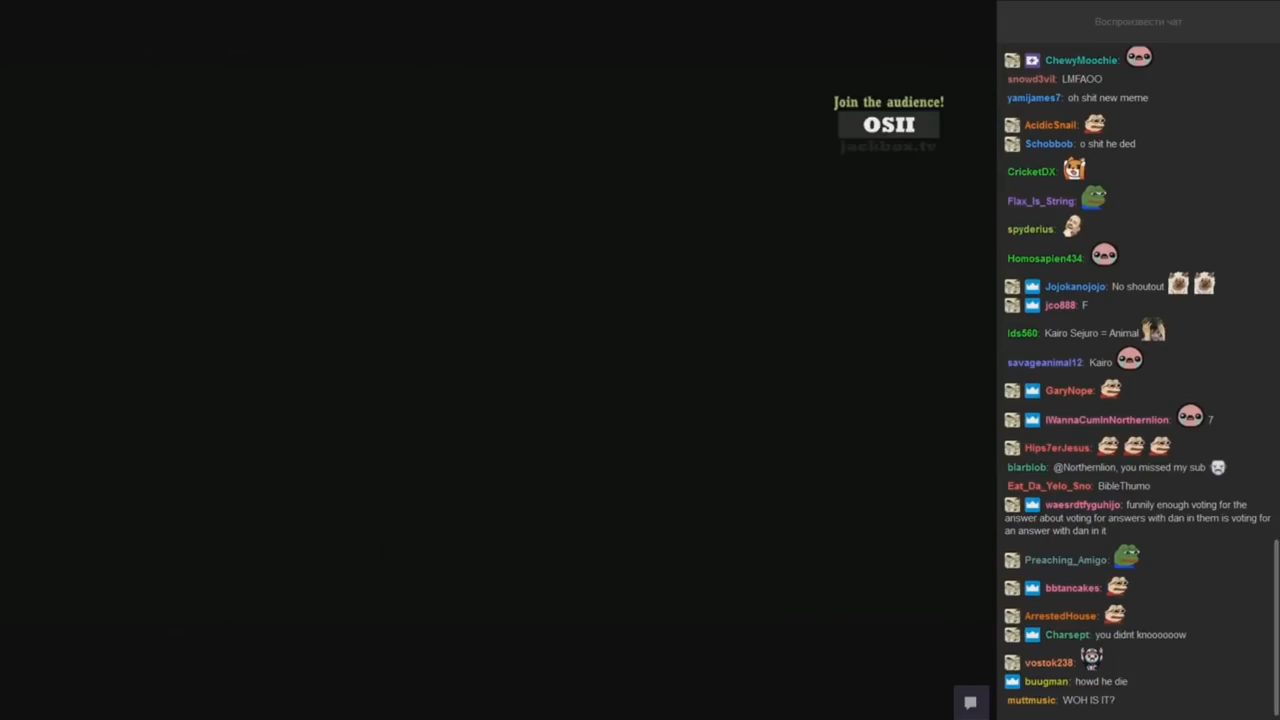 Воспроизвести чат
Join the audience!
OSII
jackbox.tv
ChewyMoochie:
snowd3vil: LMFAOO
yamijames7: oh shit new meme
AcidicSnail:
Schobbob: o shit he ded
CricketDX:
Flax_Is_String:
spyderius:
Homosapien434:
Jojokanojojo: No shoutout
jco888: F
lds560: Kairo Sejuro = Animal
savageanimal12: Kairo
GaryNope:
IWannaCumInNorthernlion: 7
Hips7erJesus:
blarblob: @Northernlion, you missed my sub
Eat_Da_Yelo_Sno: BibleThumo
waesrdtfyguhijo: funnily enough voting for the
answer about voting for answers with dan in them is voting for
an answer with dan in it
Preaching_Amigo:
bbtancakes:
ArrestedHouse:
Charsept: you didnt knoooooow
vostok238:
buugman: howd he die
muttmusic: WOH IS IT?